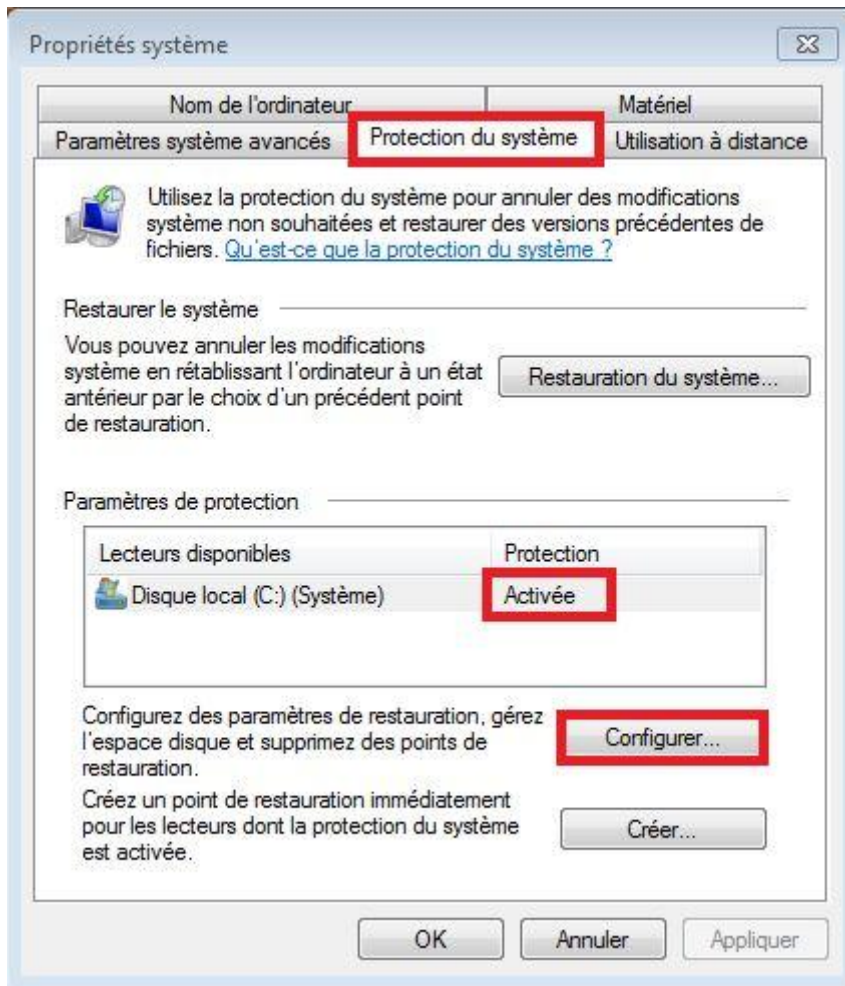 Propriétés système
Nom de l'ordinateur
Matériel
Paramètres système avancés
Protection du système
Utilisation à distance
Utilisez la protection du système pour annuler des modifications
système non souhaitées et restaurer des versions précédentes de
fichiers. Qu'est-ce que la protection du système ?
Restaurer le système
Vous pouvez annuler les modifications
système en rétablissant l'ordinateur à un état
antérieur par le choix d'un précédent point
de restauration.
Restauration du système...
Paramètres de protection
Lecteurs disponibles
Protection
Disque local (C:) (Système)
Activée
Configurez des paramètres de restauration, gérez
l'espace disque et supprimez des points de
restauration.
Configurer...
Créez un point de restauration immédiatement
pour les lecteurs dont la protection du système
est activée.
Créer...
OK
Annuler
Appliquer